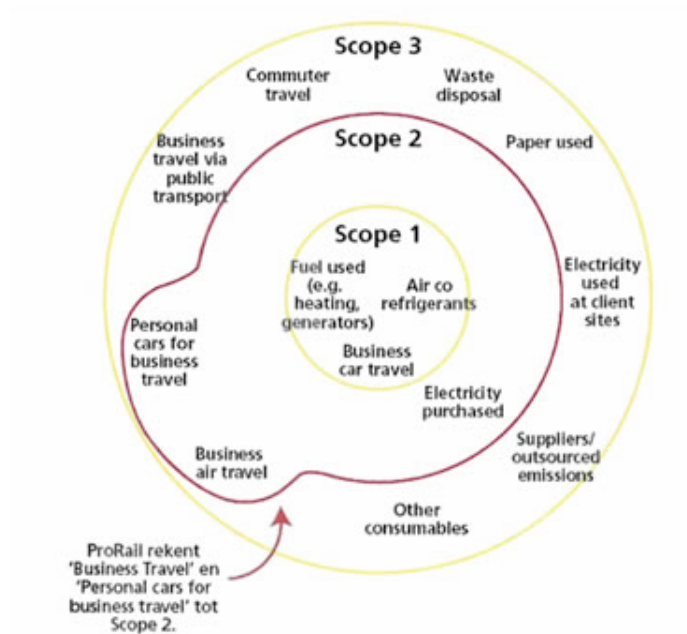 Scope 3
Commuter
travel
Waste
disposal
Business
travel via
public
transport
Scope 2
Paper used
Scope 1
Fuel used
(e.g.
heating,
generators)
Air co
refrigerants
Business
car travel
Electricity
used
at client
sites
Personal
cars for
business
travel
Electricity
purchased
Business
air travel
Suppliers/
outsourced
emissions
Other
consumables
ProRail rekent
'Business Travel' en
'Personal cars for
business travel' tot
Scope 2.